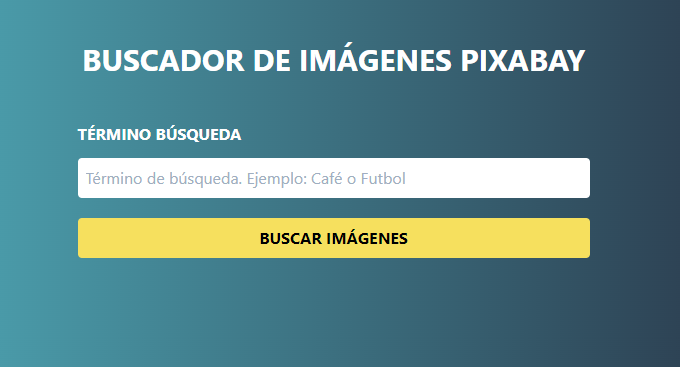 BUSCADOR DE IMÁGENES PIXABAY
TÉRMINO BÚSQUEDA
Término de búsqueda. Ejemplo: Café o Futbol
BUSCAR IMÁGENES